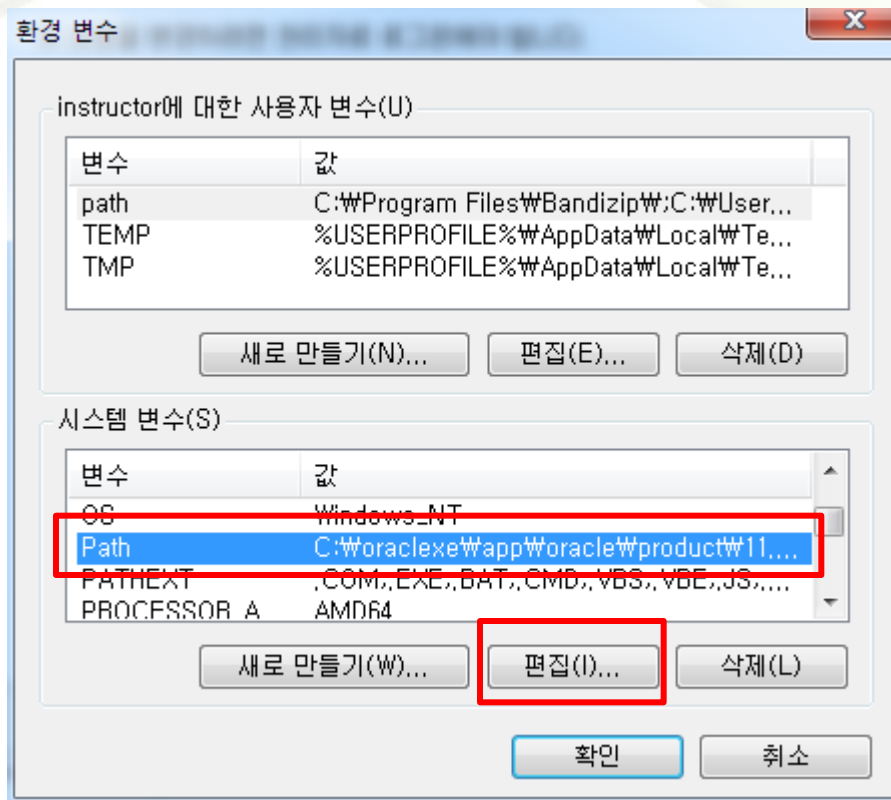 환경 변수
instructor에 대한 사용자 변수(U)
변수 값
path C:₩Program Files₩Bandizip₩;C:₩User...
TEMP %USERPROFILE%₩AppData₩Local₩Te...
TMP %USERPROFILE%₩AppData₩Local₩Te...
새로 만들기(N)... 편집(E)... 삭제(D)
시스템 변수(S)
변수 값
OS Windows_NT
Path C:₩oraclexe₩app₩oracle₩product₩11....
PATHEXT .COM;.EXE;.BAT;.CMD;.VBS;.VBE;.JS;....
PROCESSOR_A... AMD64
새로 만들기(W)... 편집(I)... 삭제(L)
확인 취소